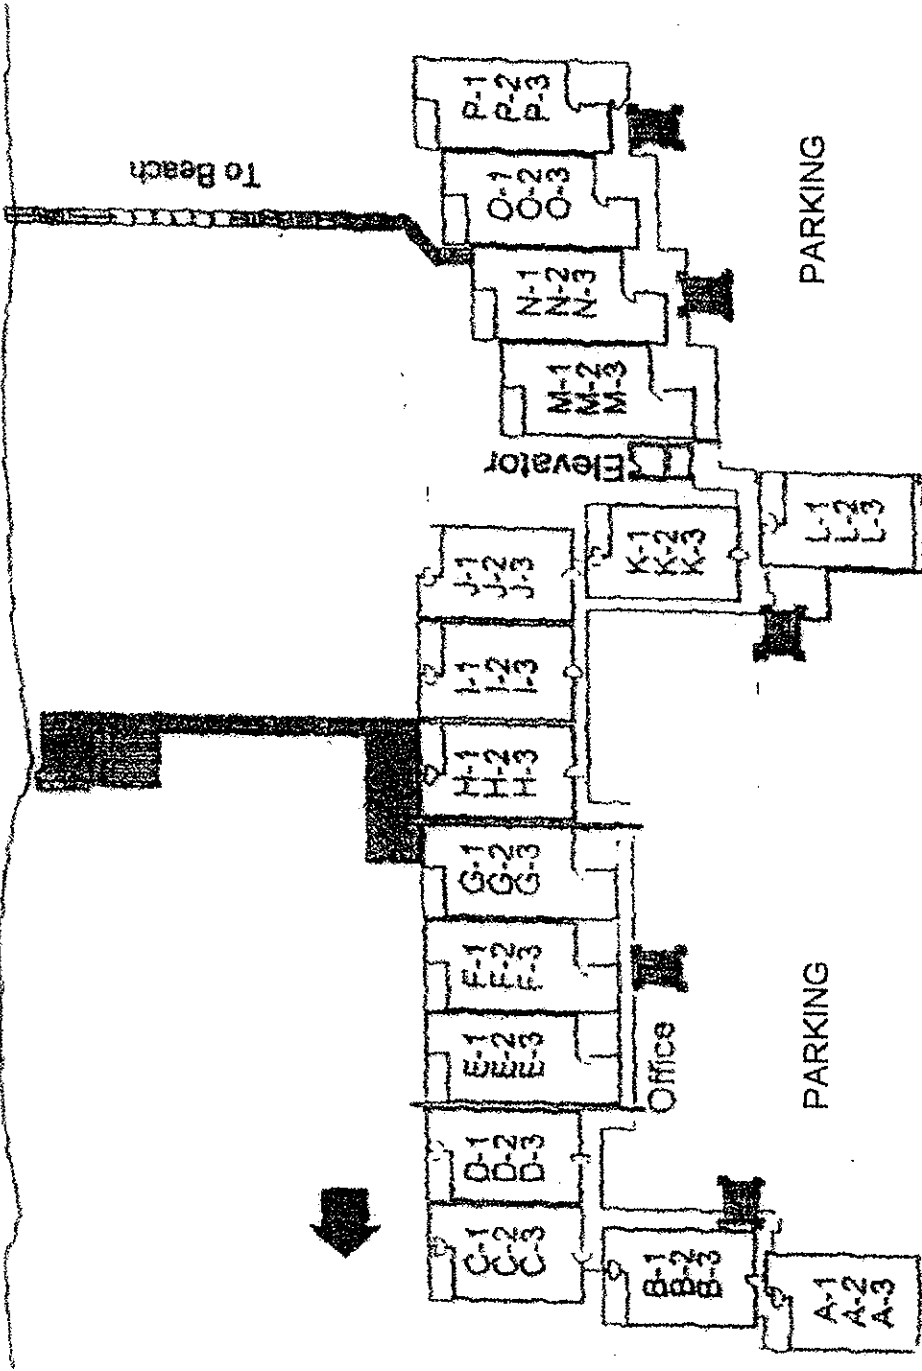 To Beach
P-1
P-2
P-3
O-1
O-2
O-3
N-1
N-2
N-3
M-1
M-2
M-3
PARKING
Elevator
L-1
L-2
L-3
K-1
K-2
K-3
J-1
J-2
J-3
I-1
I-2
I-3
H-1
H-2
H-3
G-1
G-2
G-3
F-1
F-2
F-3
E-1
E-2
E-3
Office
PARKING
D-1
D-2
D-3
C-1
C-2
C-3
B-1
B-2
B-3
A-1
A-2
A-3